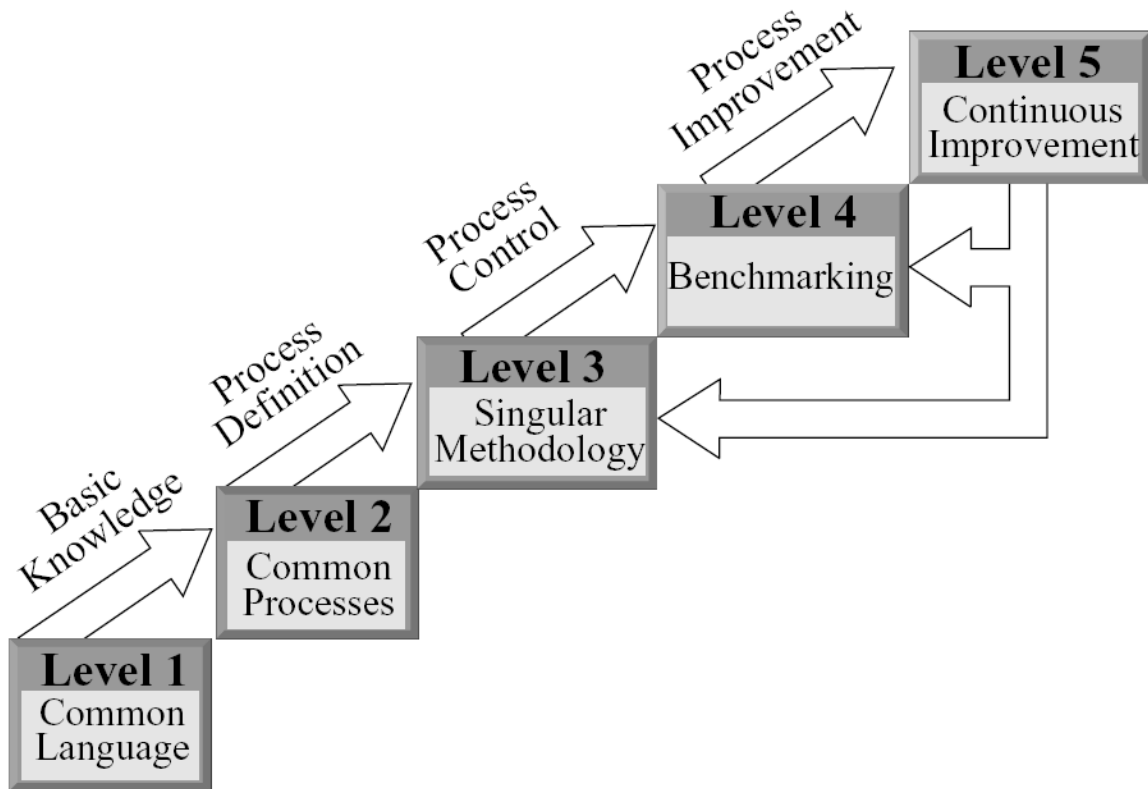 Process
Improvement
Level 5
Continuous
Improvement
Process
Control
Level 4
Benchmarking
Process
Definition
Level 3
Singular
Methodology
Basic
Knowledge
Level 2
Common
Processes
Level 1
Common
Language